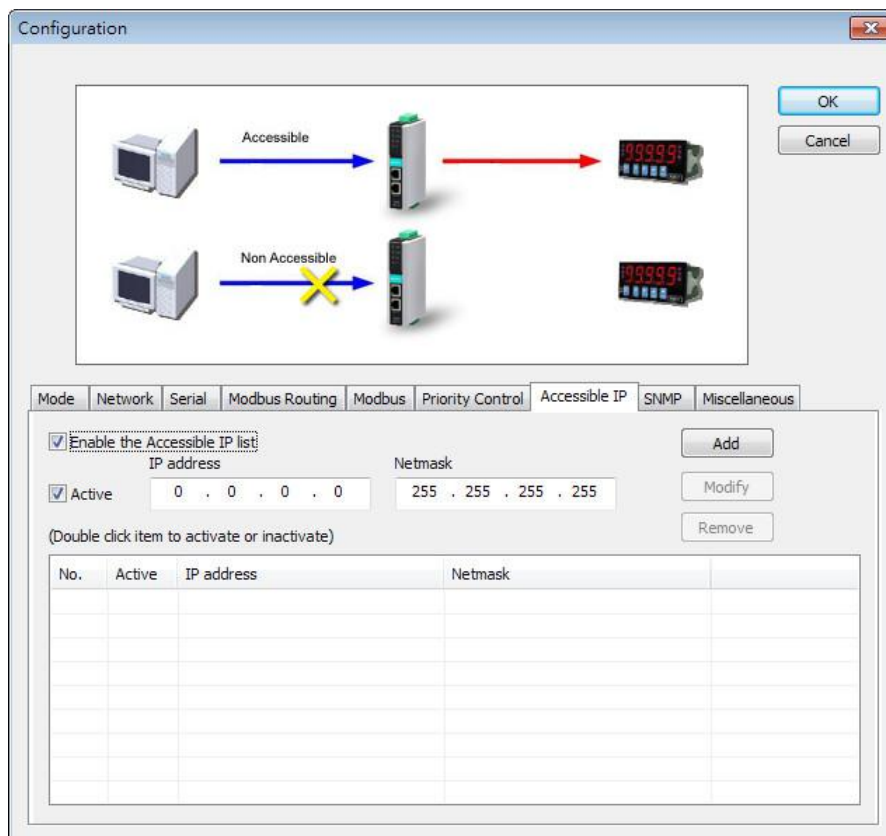 Configuration
OK
Cancel
Accessible
99999
Non Accessible
99999
Mode Network Serial Modbus Routing Modbus Priority Control Accessible IP SNMP Miscellaneous
Enable the Accessible IP list Add
IP address Netmask
Active 0 . 0 . 0 . 0 255 . 255 . 255 . 255 Modify
Remove
(Double click item to activate or inactivate)
No. Active IP address Netmask